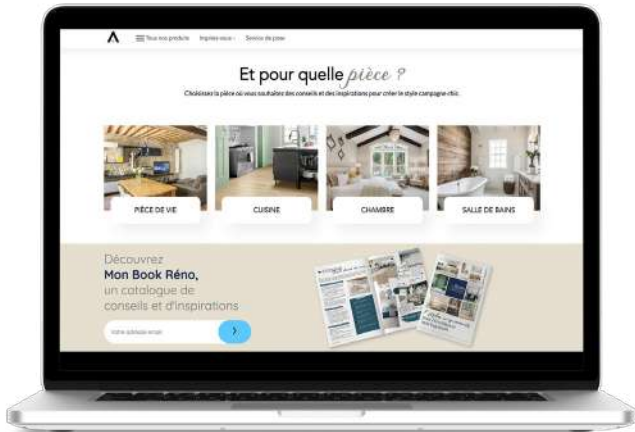 Tous nos produits Inspirez-vous Service de pose
Et pour quelle pièce ?
Choisissez la pièce où vous souhaitez des conseils et des inspirations pour créer le style campagne chic.
PIÈCE DE VIE CUISINE CHAMBRE SALLE DE BAINS
Découvrez
Mon Book Réno,
un catalogue de
conseils et d'inspirations
Votre adresse email